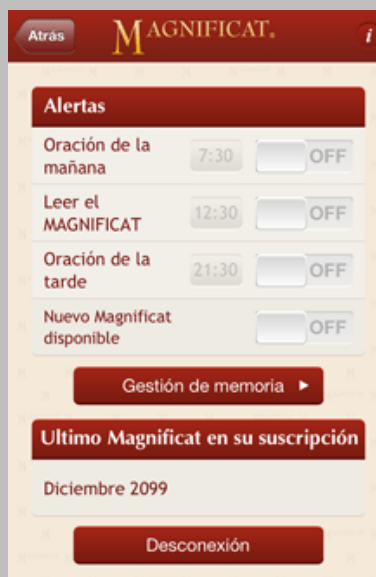 Atrás
MAGNIFICAT.
i
Alertas
Oración de la
mañana
7:30
OFF
Leer el
MAGNIFICAT
12:30
OFF
Oración de la
tarde
21:30
OFF
Nuevo Magnificat
disponible
OFF
Gestión de memoria
Ultimo Magnificat en su suscripción
Diciembre 2099
Desconexión